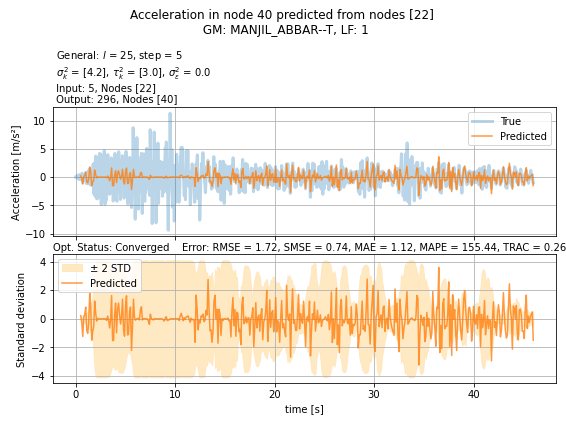 Acceleration in node 40 predicted from nodes [22]
GM: MANJIL_ABBAR--T, LF: 1
General: l = 25, step = 5
σ²ₖ = [4.2], τ²ₖ = [3.0], σ²ε = 0.0
Input: 5, Nodes [22]
Output: 296, Nodes [40]
Acceleration [m/s²]
10
5
0
−5
−10
True
Predicted
Opt. Status: Converged Error: RMSE = 1.72, SMSE = 0.74, MAE = 1.12, MAPE = 155.44, TRAC = 0.26
Standard deviation
4
2
0
−2
−4
± 2 STD
Predicted
0 10 20 30 40
time [s]